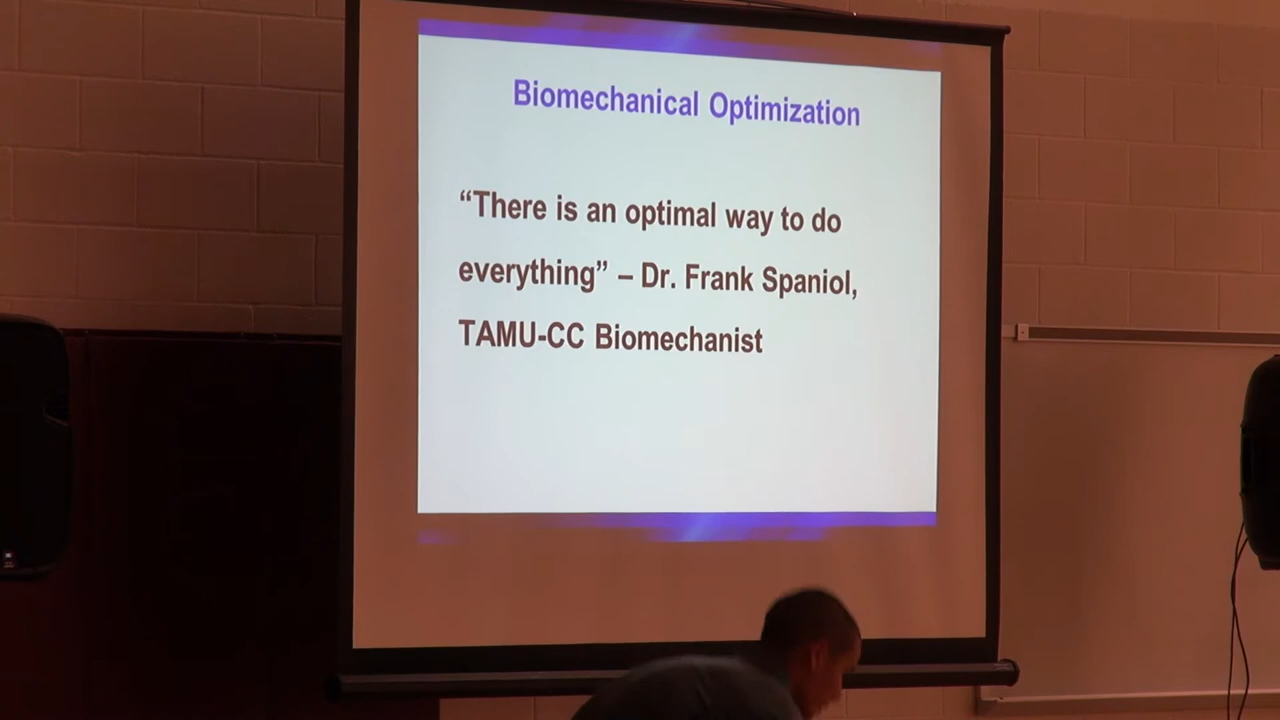 Biomechanical Optimization
“There is an optimal way to do
everything” – Dr. Frank Spaniol,
TAMU-CC Biomechanist